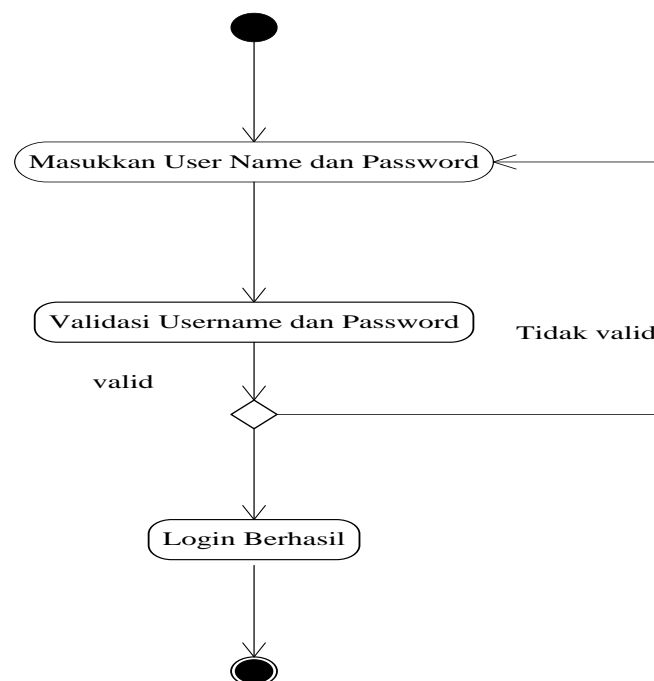 Masukkan User Name dan Password
Validasi Username dan Password
Tidak valid
valid
Login Berhasil